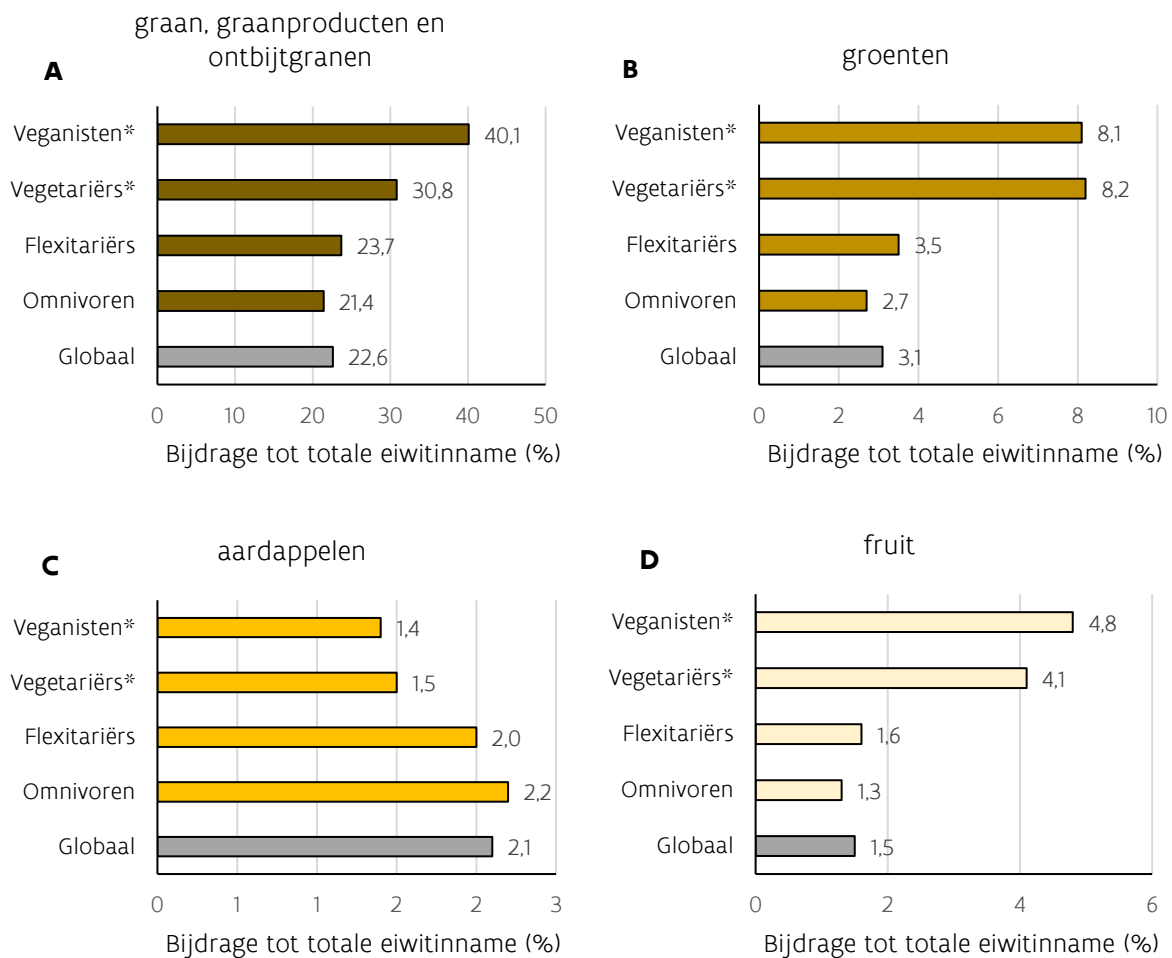 graan, graanproducten en
ontbijtgranen
A
Veganisten* 40,1
Vegetariërs* 30,8
Flexitariërs 23,7
Omnivoren 21,4
Globaal 22,6
0 10 20 30 40 50
Bijdrage tot totale eiwitinname (%)
groenten
B
Veganisten* 8,1
Vegetariërs* 8,2
Flexitariërs 3,5
Omnivoren 2,7
Globaal 3,1
0 2 4 6 8 10
Bijdrage tot totale eiwitinname (%)
aardappelen
C
Veganisten* 1,4
Vegetariërs* 1,5
Flexitariërs 2,0
Omnivoren 2,2
Globaal 2,1
0 1 1 2 2 3
Bijdrage tot totale eiwitinname (%)
fruit
D
Veganisten* 4,8
Vegetariërs* 4,1
Flexitariërs 1,6
Omnivoren 1,3
Globaal 1,5
0 2 4 6
Bijdrage tot totale eiwitinname (%)